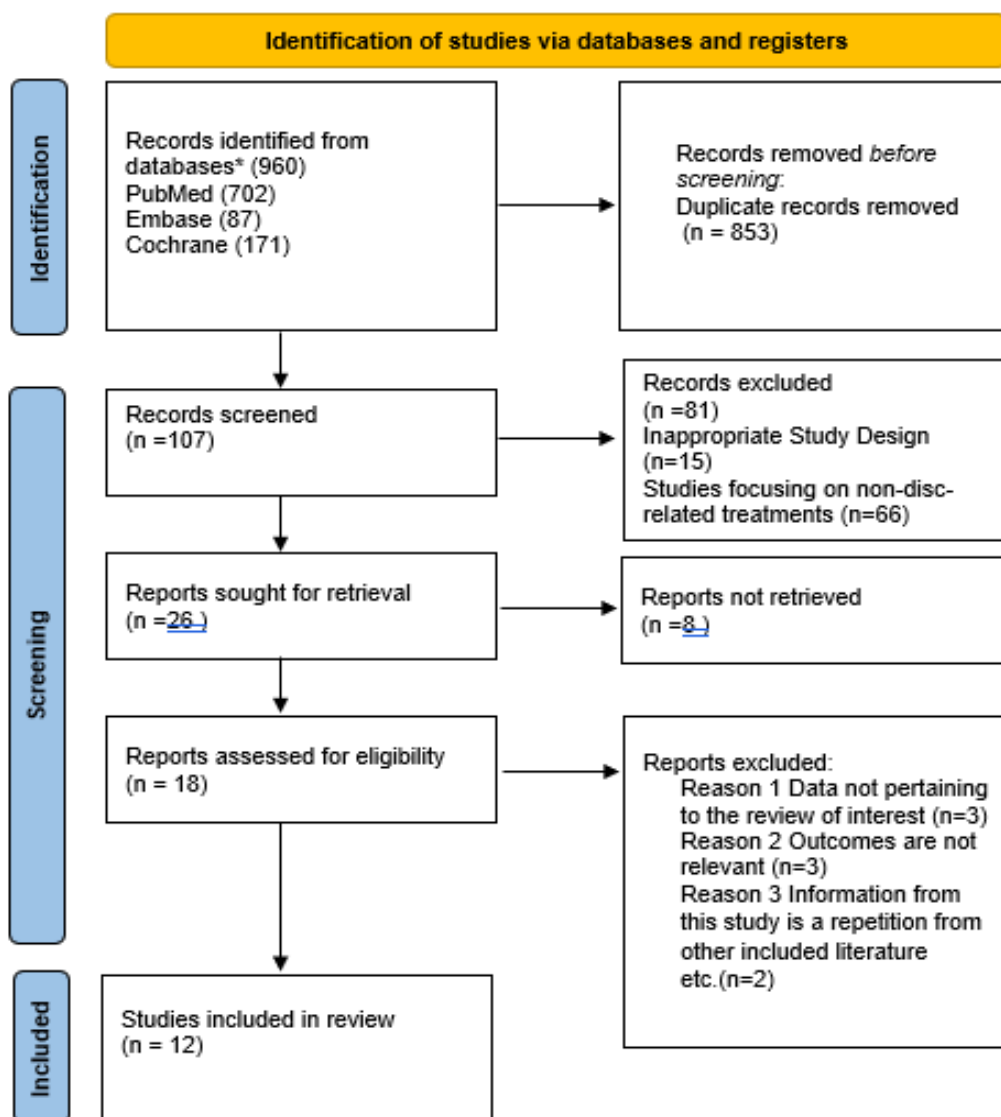 Identification of studies via databases and registers
Identification
Records identified from
databases* (960)
PubMed (702)
Embase (87)
Cochrane (171)
Records removed before
screening:
Duplicate records removed
(n = 853)
Screening
Records screened
(n =107)
Records excluded
(n =81)
Inappropriate Study Design
(n=15)
Studies focusing on non-disc-
related treatments (n=66)
Reports sought for retrieval
(n =26 )
Reports not retrieved
(n =8 )
Reports assessed for eligibility
(n = 18)
Reports excluded:
Reason 1 Data not pertaining
to the review of interest (n=3)
Reason 2 Outcomes are not
relevant (n=3)
Reason 3 Information from
this study is a repetition from
other included literature
etc.(n=2)
Included
Studies included in review
(n = 12)